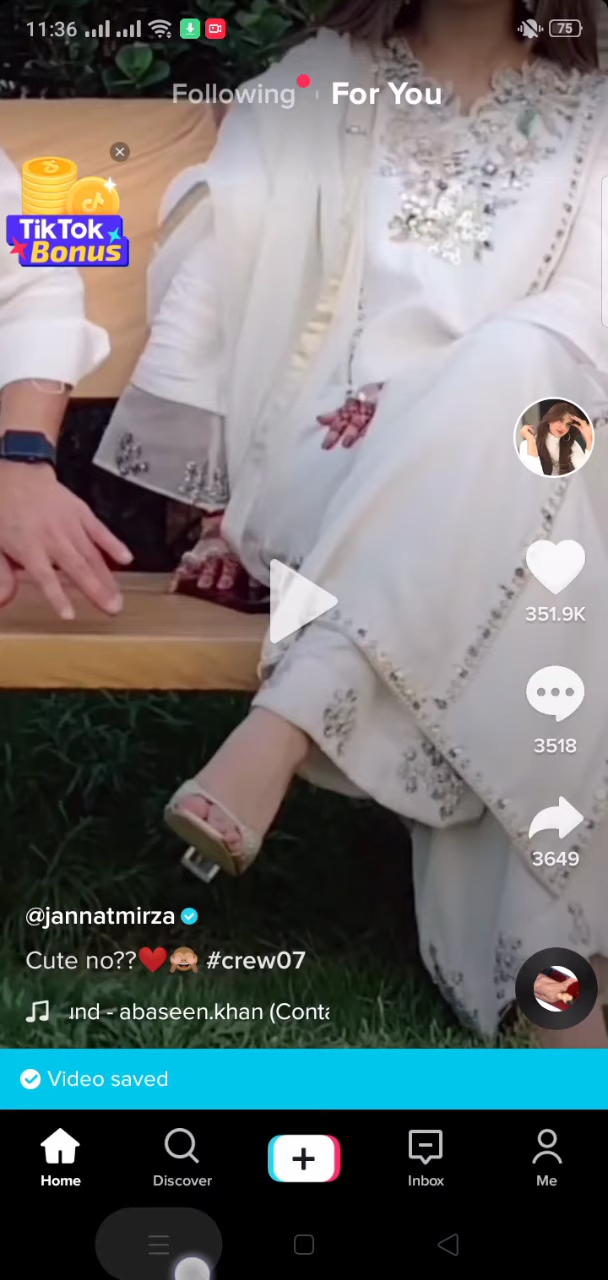 11:36
75
Following
For You
TikTok
Bonus
351.9K
3518
3649
@jannatmirza
Cute no??❤️🙈 #crew07
und - abaseen.khan (Conta
Video saved
Home
Discover
Inbox
Me